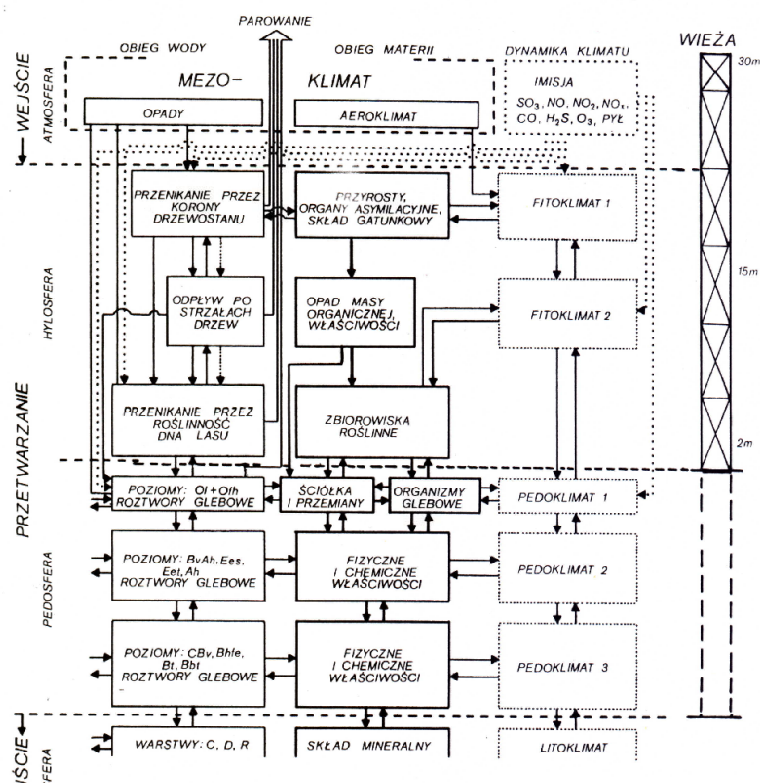 PAROWANIE
OBIEG WODY
OBIEG MATERII
DYNAMIKA KLIMATU
WIEŻA
WEJŚCIE
ATMOSFERA
MEZO- KLIMAT
OPADY
AEROKLIMAT
IMISJA
SO3, NO, NO2, NO1,
CO, H2S, O3, PYŁ
30m
PRZENIKANIE PRZEZ
KORONY
DRZEWOSTANU
PRZYROSTY,
ORGANY ASYMILACYJNE,
SKŁAD GATUNKOWY
FITOKLIMAT 1
HYLOSFERA
ODPŁYW PO
STRZAŁACH
DRZEW
OPAD MASY
ORGANICZNEJ,
WŁAŚCIWOŚCI
FITOKLIMAT 2
15m
PRZETWARZANIE
PRZENIKANIE PRZEZ
ROŚLINNOŚĆ
DNA LASU
ZBIOROWISKA
ROŚLINNE
2m
POZIOMY: Ol+Ofh
ROZTWORY GLEBOWE
ŚCIÓŁKA
I PRZEMIANY
ORGANIZMY
GLEBOWE
PEDOKLIMAT 1
PEDOSFERA
POZIOMY: BvAh, Ees,
Eet, Ah
ROZTWORY GLEBOWE
FIZYCZNE
I CHEMICZNE
WŁAŚCIWOŚCI
PEDOKLIMAT 2
POZIOMY: CBv, Bhfe,
Bt, Bbt
ROZTWORY GLEBOWE
FIZYCZNE
I CHEMICZNE
WŁAŚCIWOŚCI
PEDOKLIMAT 3
IŚCIE
FERA
WARSTWY: C, D, R
SKŁAD MINERALNY
LITOKLIMAT